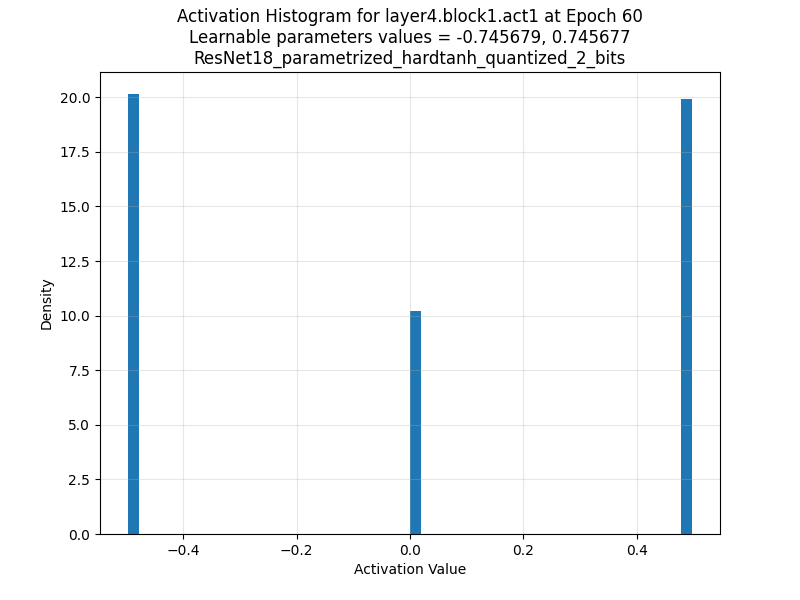 Activation Histogram for layer4.block1.act1 at Epoch 60
Learnable parameters values = -0.745679, 0.745677
ResNet18_parametrized_hardtanh_quantized_2_bits
20.0
17.5
15.0
12.5
10.0
7.5
5.0
2.5
0.0
Density
−0.4
−0.2
0.0
0.2
0.4
Activation Value